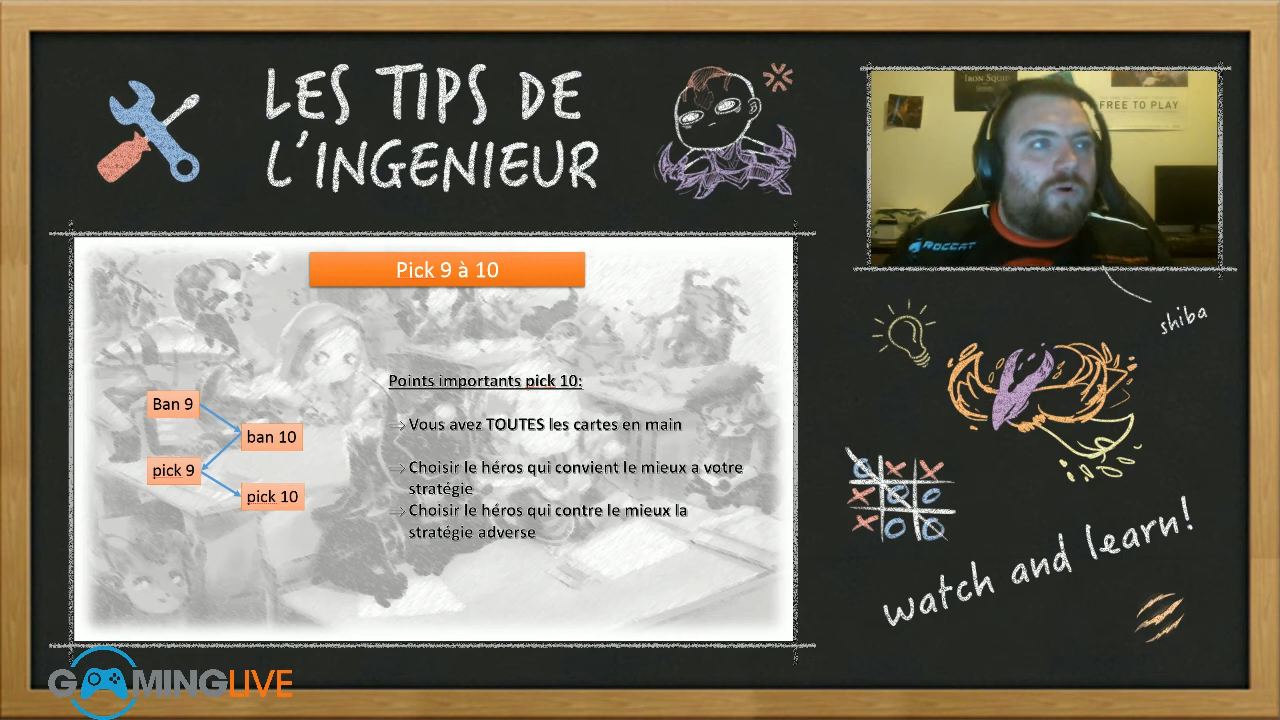 LES TIPS DE
L'INGENIEUR
IRON SQUID
FREE TO PLAY
ROCCAT
shiba
Pick 9 à 10
Points importants pick 10:
Ban 9
Vous avez TOUTES les cartes en main
ban 10
pick 9
Choisir le héros qui convient le mieux a votre
stratégie
pick 10
Choisir le héros qui contre le mieux la
stratégie adverse
watch and learn!
GAMINGLIVE